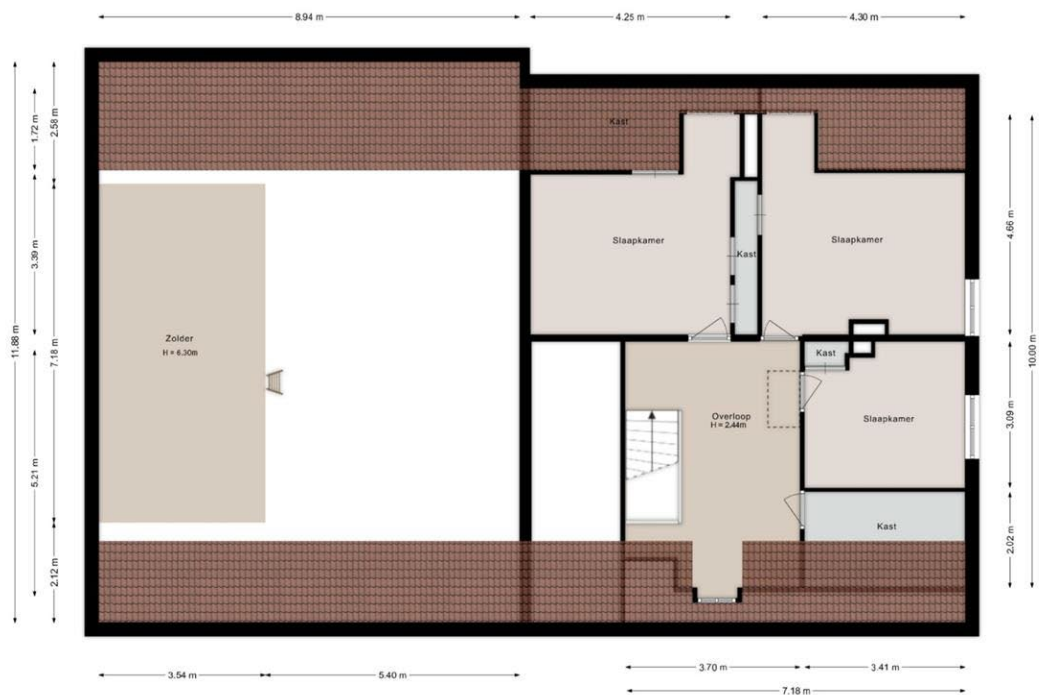 8.94 m
4.25 m
4.30 m
11.88 m
1.72 m
2.58 m
3.39 m
7.18 m
5.21 m
2.12 m
Kast
Slaapkamer
Kast
Slaapkamer
4.66 m
10.00 m
Zolder
H = 6.30m
Kast
Overloop
H = 2.44m
Slaapkamer
3.09 m
Kast
2.02 m
3.54 m
5.40 m
3.70 m
3.41 m
7.18 m